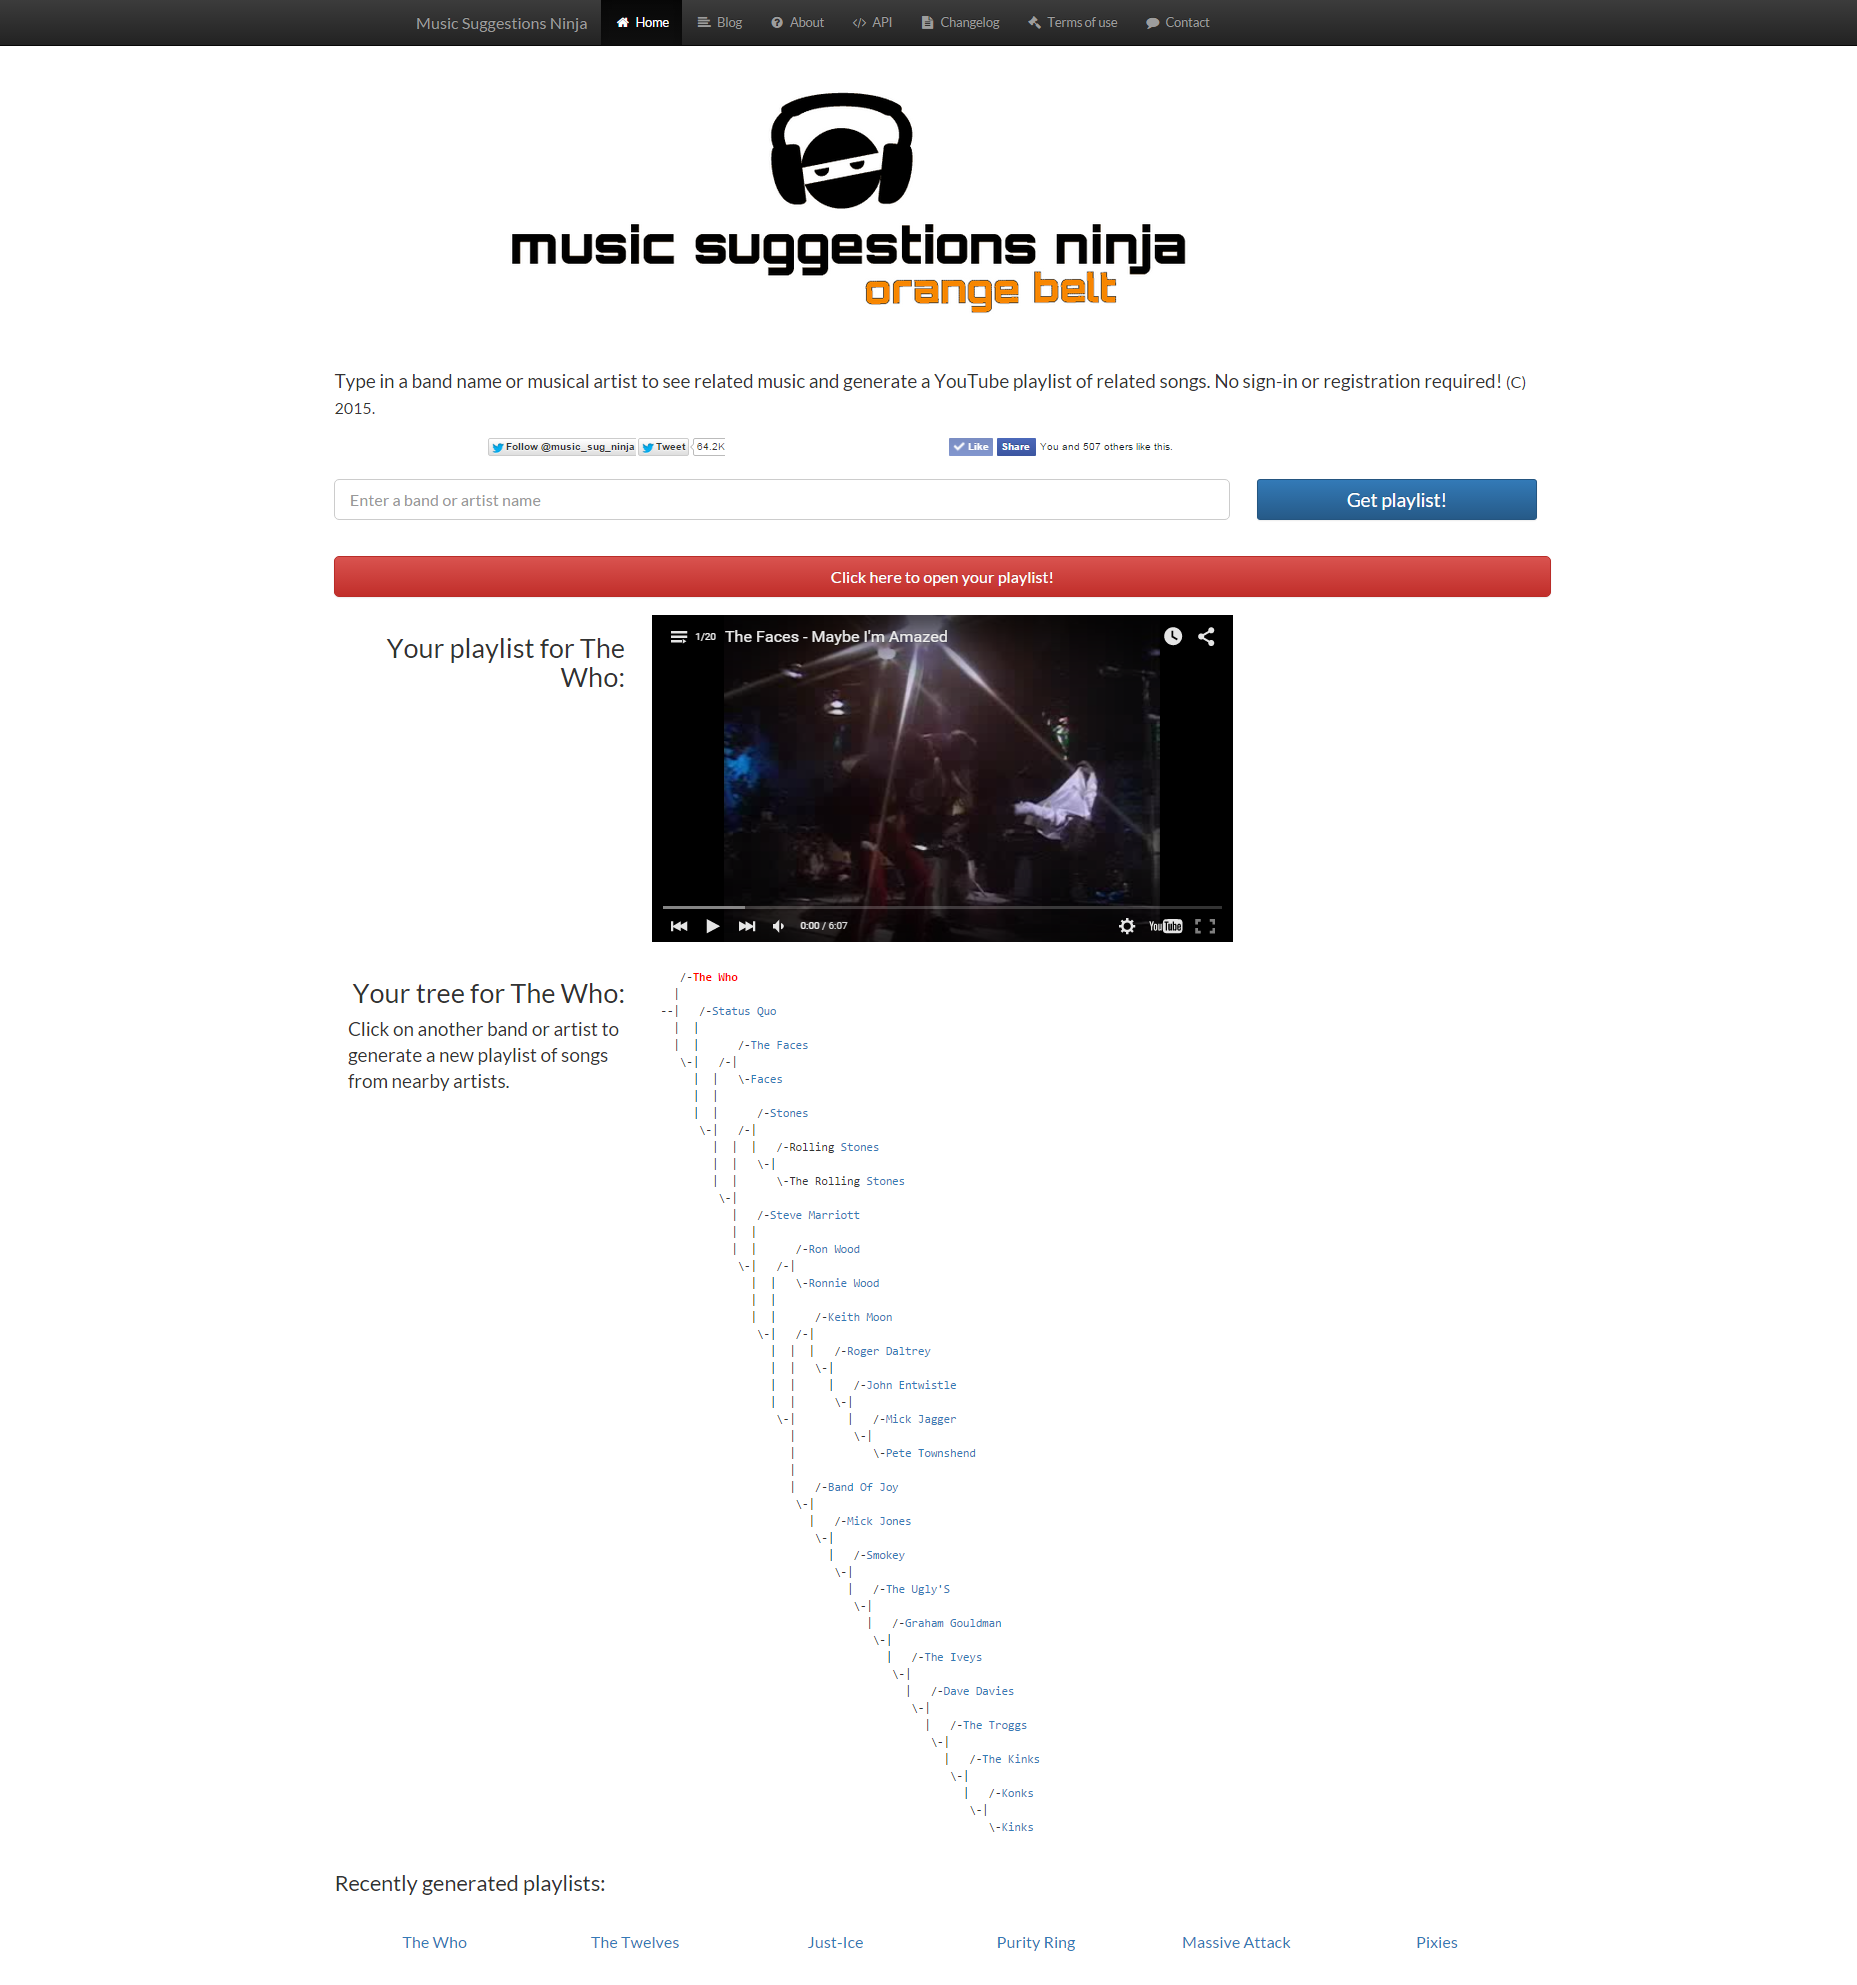 Music Suggestions Ninja Home Blog About API Changelog Terms of use Contact
music suggestions ninja
orange belt
Type in a band name or musical artist to see related music and generate a YouTube playlist of related songs. No sign-in or registration required! (C)
2015.
Follow @music_sug_ninja Tweet 64.2K Like Share You and 507 others like this.
Enter a band or artist name Get playlist!
Click here to open your playlist!
Your playlist for The
Who:
1/20 The Faces - Maybe I'm Amazed
0:00 / 6:07 YouTube
Your tree for The Who:
Click on another band or artist to
generate a new playlist of songs
from nearby artists.
/-The Who
|
--| /-Status Quo
| |
| | /-The Faces
\-| /-|
| | \-Faces
| |
| | /-Stones
\-| /-|
| | | /-Rolling Stones
| | \-|
| | \-The Rolling Stones
\-|
| /-Steve Marriott
| |
| | /-Ron Wood
\-| /-|
| | \-Ronnie Wood
| |
| | /-Keith Moon
\-| /-|
| | | /-Roger Daltrey
| | \-|
| | | /-John Entwistle
| | \-|
\-| | /-Mick Jagger
| \-|
| \-Pete Townshend
|
| /-Band Of Joy
\-|
| /-Mick Jones
\-|
| /-Smokey
\-|
| /-The Ugly'S
\-|
| /-Graham Gouldman
\-|
| /-The Iveys
\-|
| /-Dave Davies
\-|
| /-The Troggs
\-|
| /-The Kinks
\-|
| /-Konks
\-|
\-Kinks
Recently generated playlists:
The Who The Twelves Just-Ice Purity Ring Massive Attack Pixies